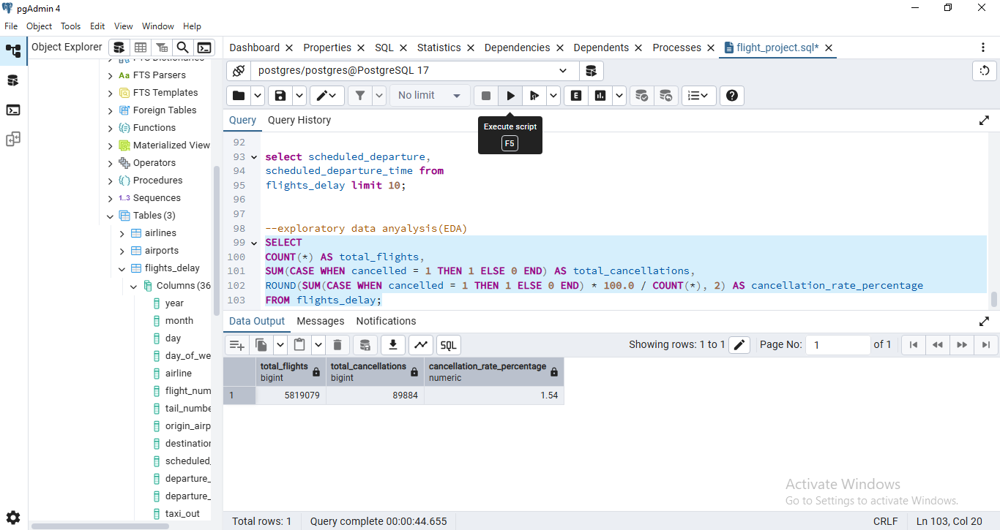 pgAdmin 4
File Object Tools Edit View Window Help
Object Explorer
Dashboard Properties SQL Statistics Dependencies Dependents Processes flight_project.sql*
postgres/postgres@PostgreSQL 17
No limit
Query Query History
Execute script
F5
Aa FTS Parsers
FTS Templates
Foreign Tables
Functions
Materialized View
Operators
Procedures
1..3 Sequences
Tables (3)
airlines
airports
flights_delay
Columns (36
year
month
day
day_of_we
airline
flight_num
tail_numbe
origin_airp
destination
scheduled_
departure_
departure_
taxi_out
92
93 select scheduled_departure,
94 scheduled_departure_time from
95 flights_delay limit 10;
96
97
98 --exploratory data anyalysis(EDA)
99 SELECT
100 COUNT(*) AS total_flights,
101 SUM(CASE WHEN cancelled = 1 THEN 1 ELSE 0 END) AS total_cancellations,
102 ROUND(SUM(CASE WHEN cancelled = 1 THEN 1 ELSE 0 END) * 100.0 / COUNT(*), 2) AS cancellation_rate_percentage
103 FROM flights_delay;
Data Output Messages Notifications
SQL
Showing rows: 1 to 1 Page No: 1 of 1
total_flights total_cancellations cancellation_rate_percentage
bigint bigint numeric
1 5819079 89884 1.54
Activate Windows
Go to Settings to activate Windows.
Total rows: 1 Query complete 00:00:44.655 CRLF Ln 103, Col 20